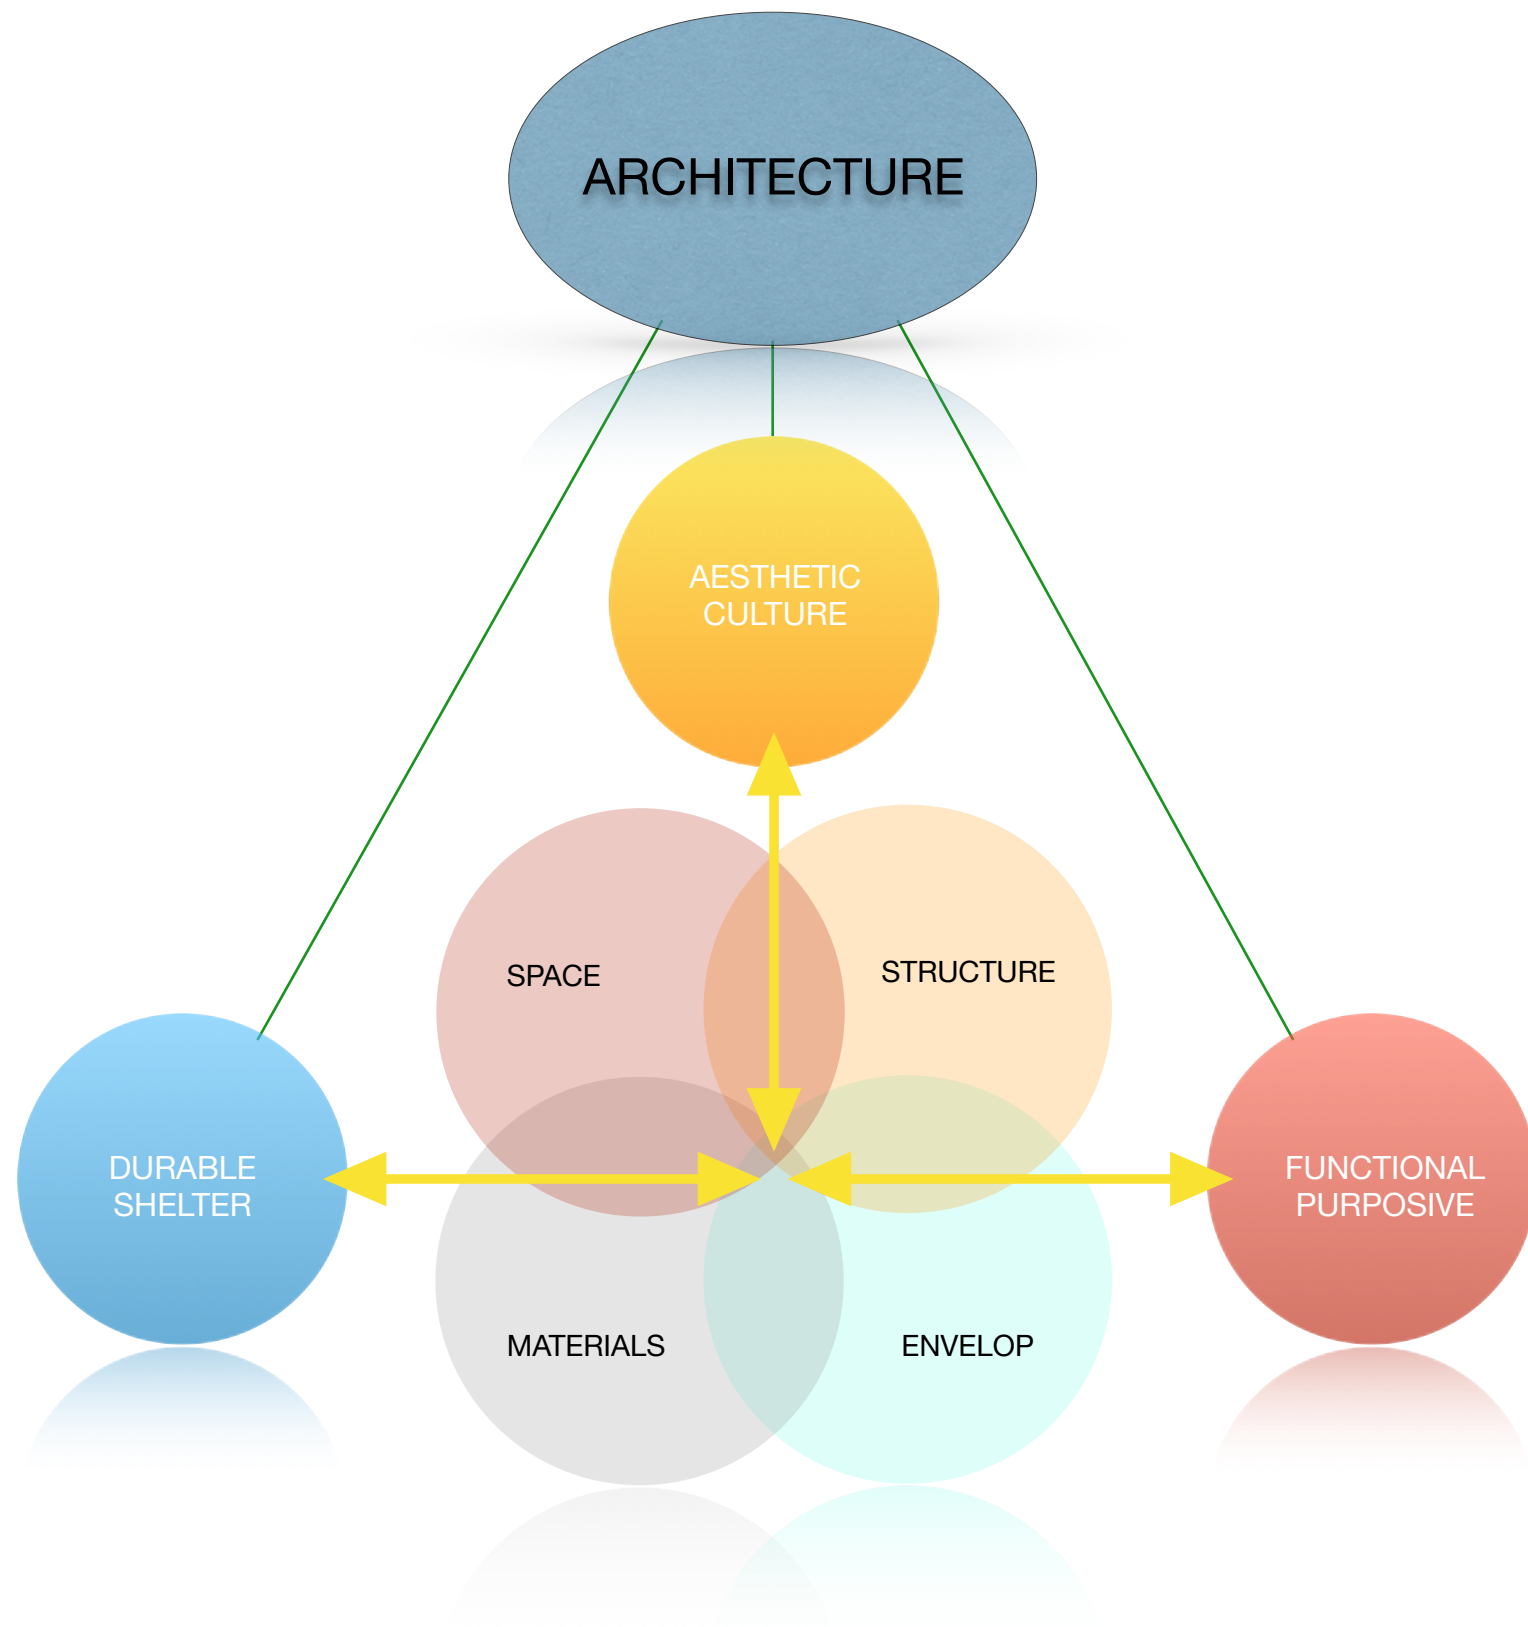 ARCHITECTURE
AESTHETIC
CULTURE
SPACE
STRUCTURE
DURABLE
SHELTER
FUNCTIONAL
PURPOSIVE
MATERIALS
ENVELOP